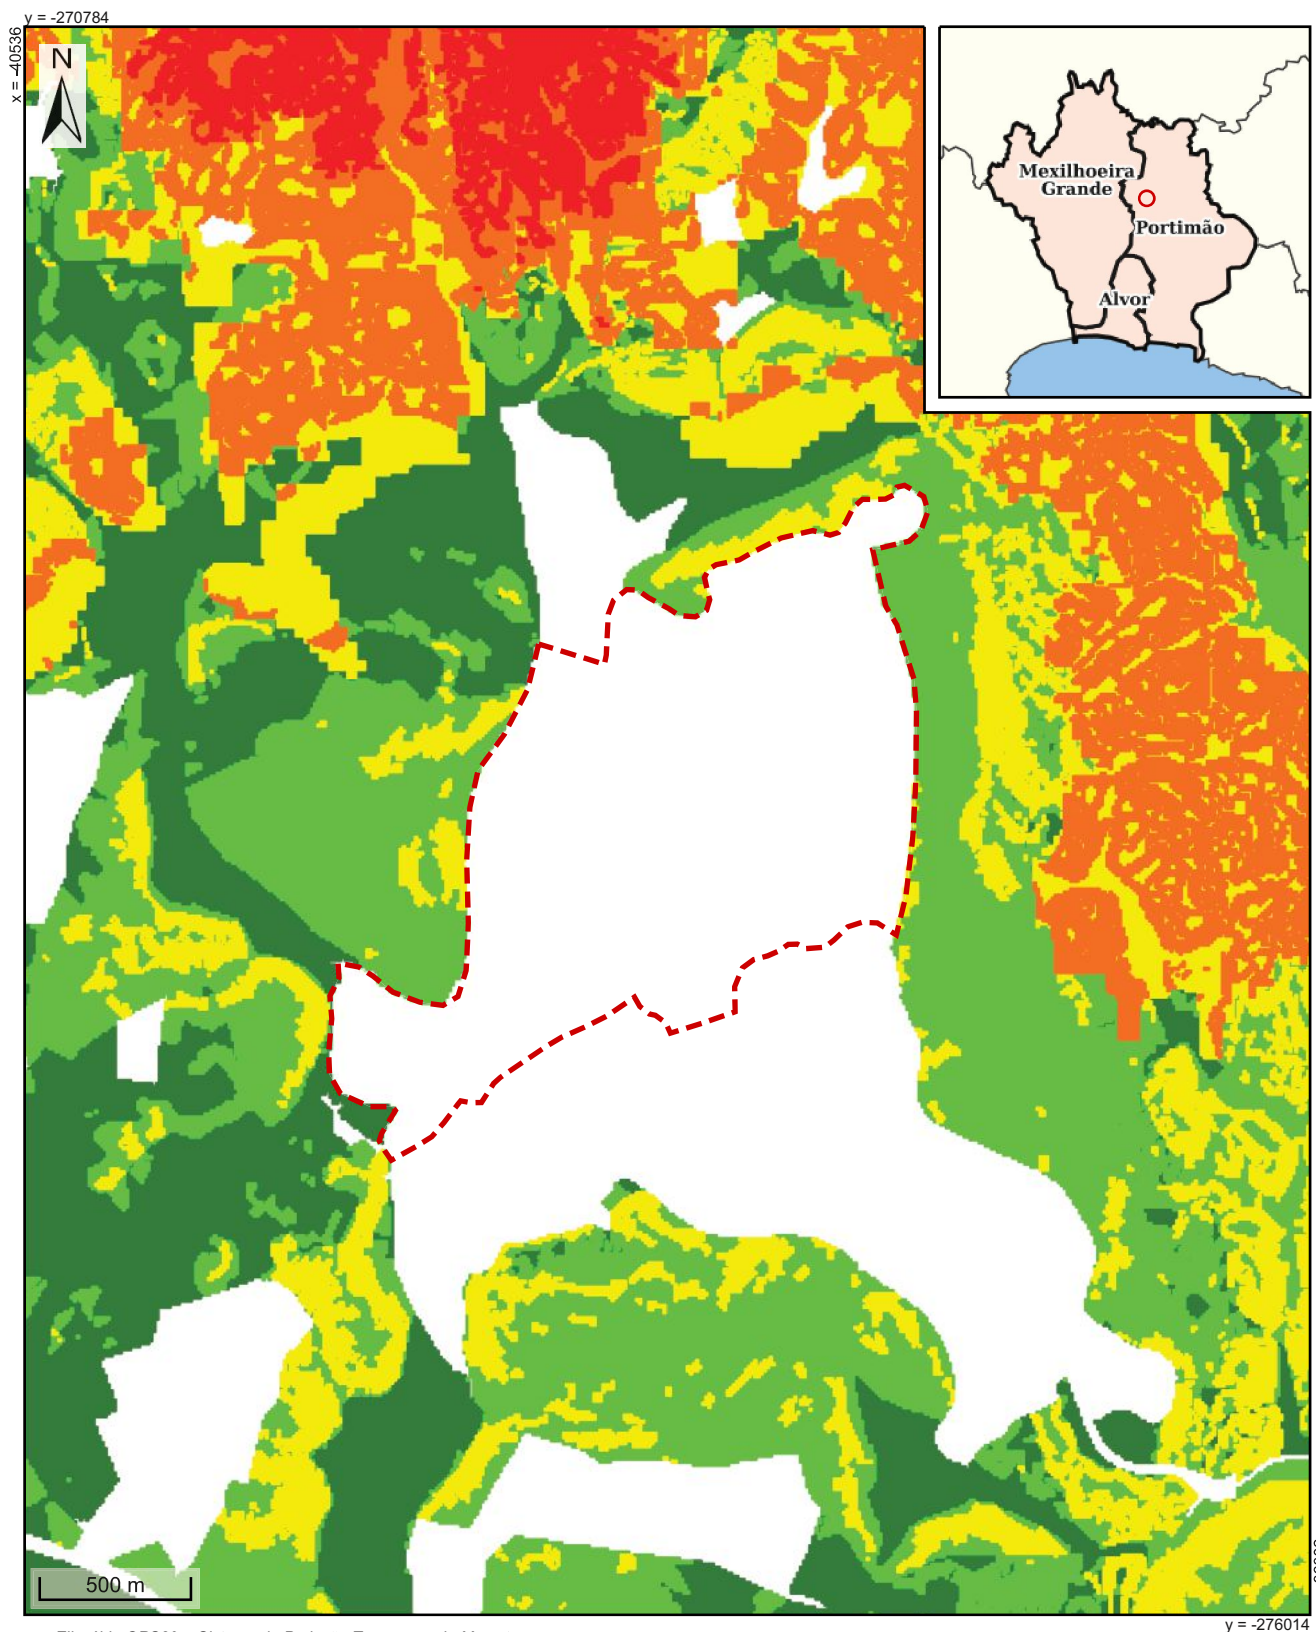 y = -270784
x = -40536
N
Mexilhoeira
Grande
Portimão
Alvor
500 m
y = -276014